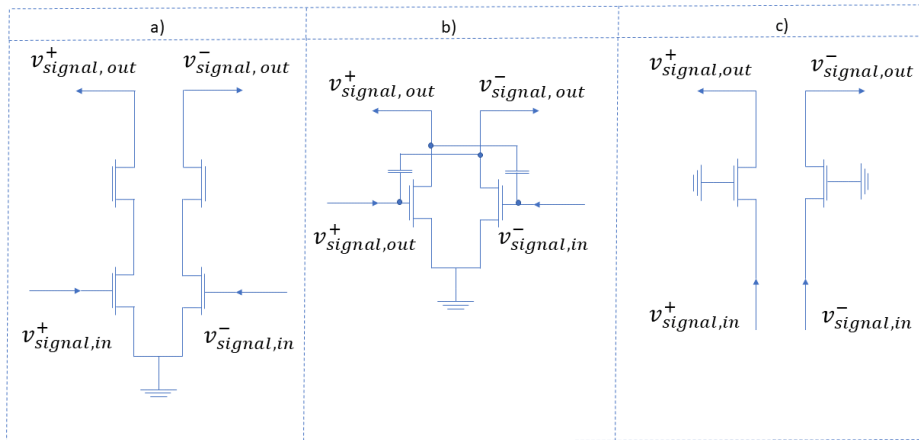 a)
v⁺signal, out v⁻signal, out
v⁺signal,in v⁻signal,in
b)
v⁺signal, out v⁻signal, out
v⁺signal,out v⁻signal,in
c)
v⁺signal,out v⁻signal,out
v⁺signal,in v⁻signal,in